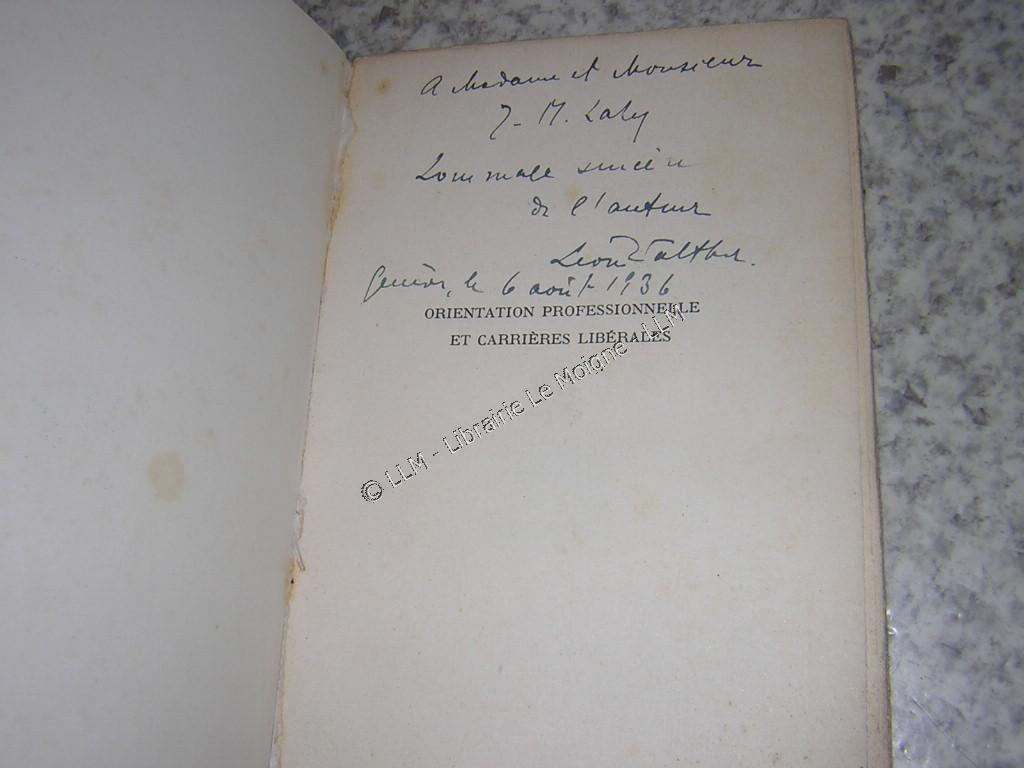 A Madame et Monsieur
J.-M. Lahy
hommage sincère
de l'auteur
Léon Walther.
Genève, le 6 août 1936
ORIENTATION PROFESSIONNELLE
ET CARRIÈRES LIBÉRALES
© LLM - Librairie Le Moigne - LLM